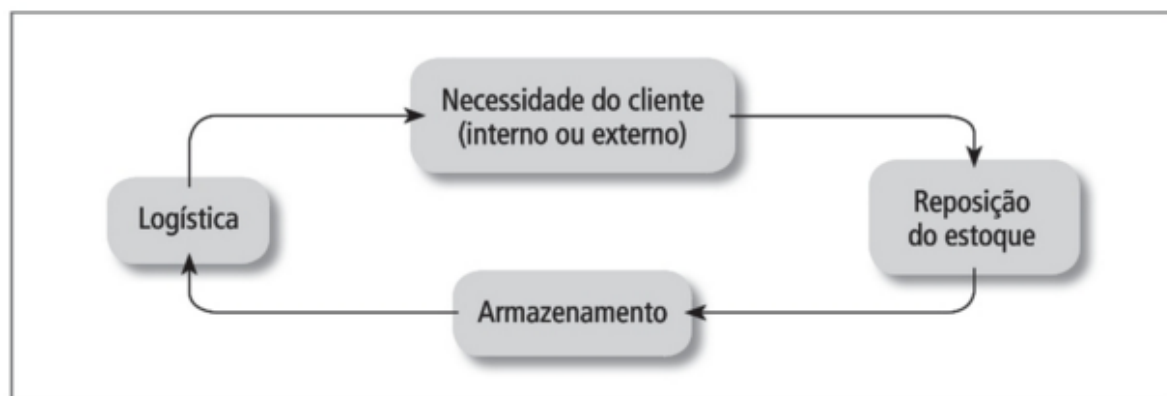 Necessidade do cliente
(interno ou externo)
Logística
Reposição
do estoque
Armazenamento